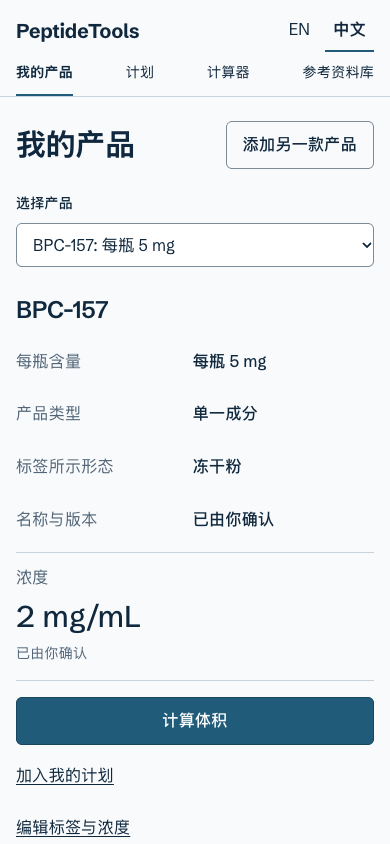 PeptideTools
EN 中文
我的产品 计划 计算器 参考资料库
我的产品
添加另一款产品
选择产品
BPC-157: 每瓶 5 mg
BPC-157
每瓶含量 每瓶 5 mg
产品类型 单一成分
标签所示形态 冻干粉
名称与版本 已由你确认
浓度
2 mg/mL
已由你确认
计算体积
加入我的计划
编辑标签与浓度